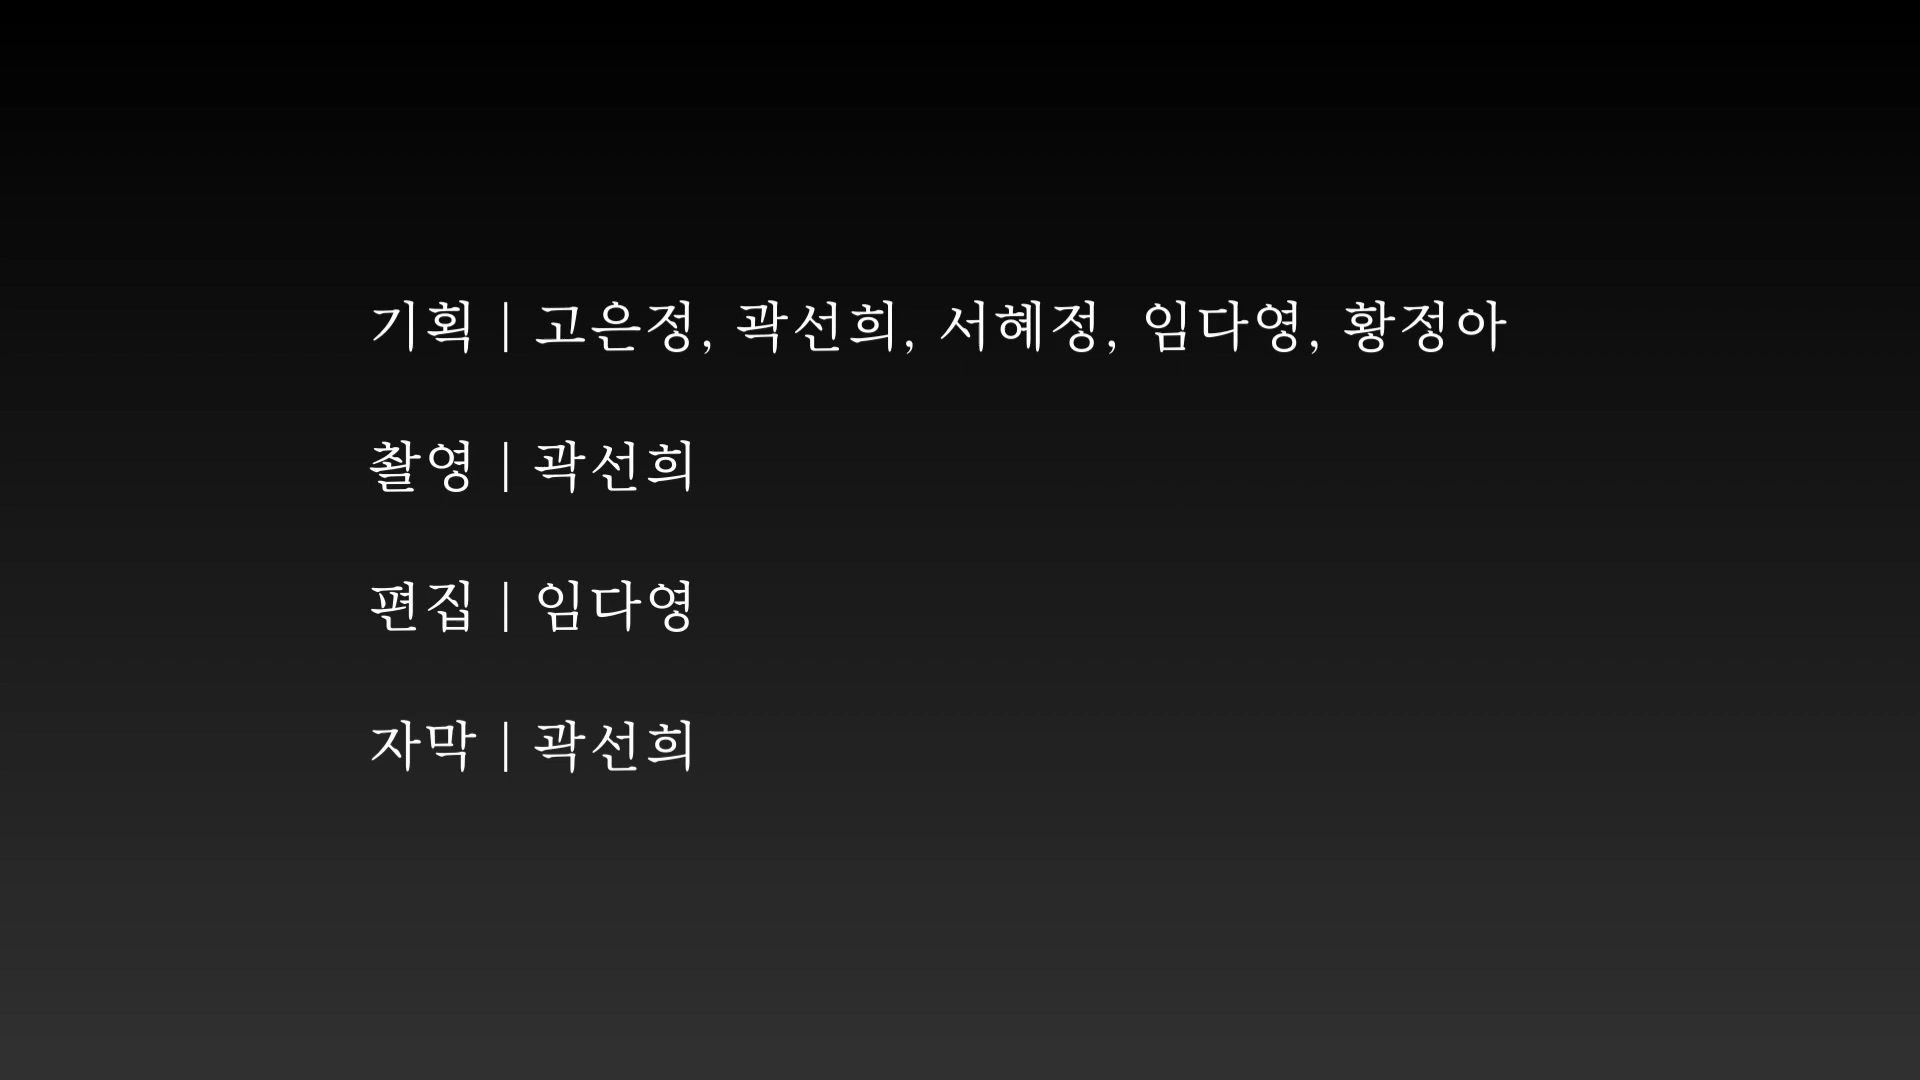 기획 | 고은정, 곽선희, 서혜정, 임다영, 황정아
촬영 | 곽선희
편집 | 임다영
자막 | 곽선희